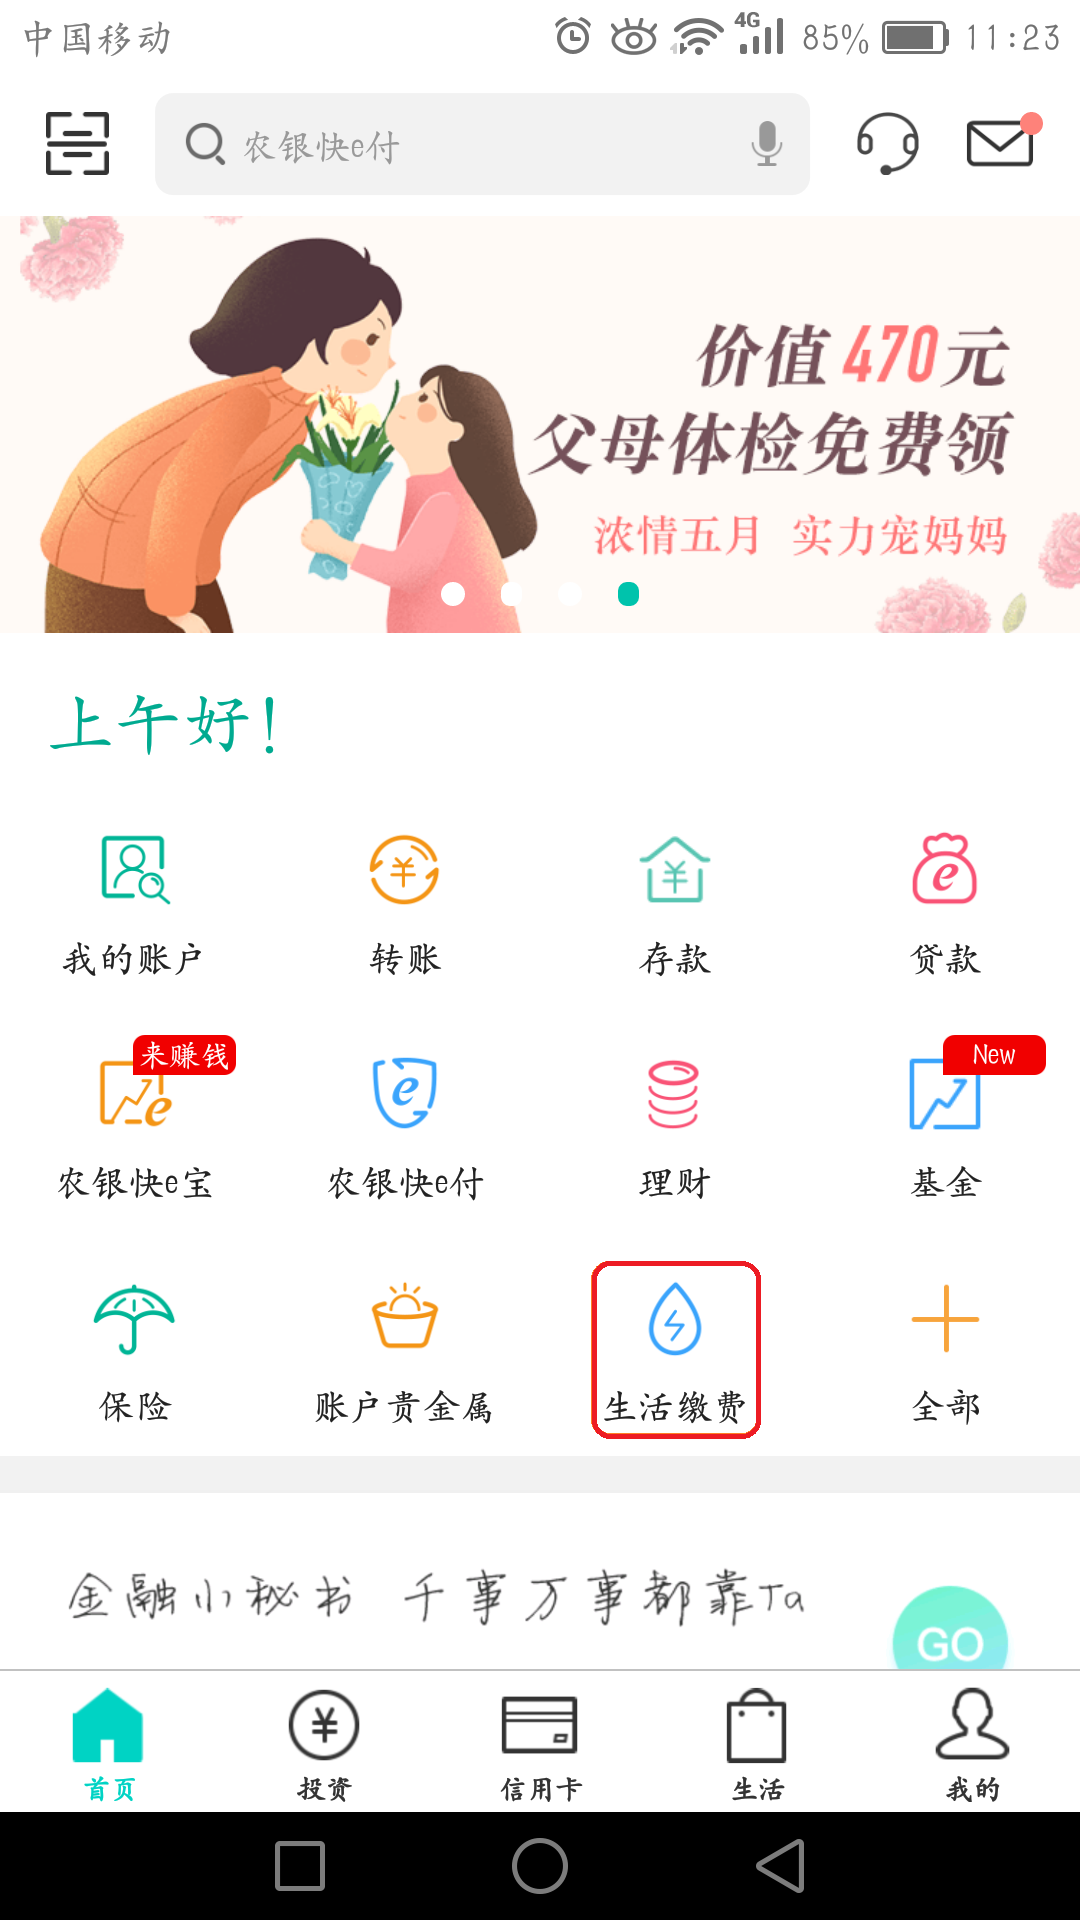 中国移动 4G 85% 11:23
农银快e付
价值470元
父母体检免费领
浓情五月 实力宠妈妈
上午好!
我的账户 转账 存款 贷款
来赚钱 New
农银快e宝 农银快e付 理财 基金
保险 账户贵金属 生活缴费 全部
金融小秘书 千事万事都靠Ta
GO
首页 投资 信用卡 生活 我的